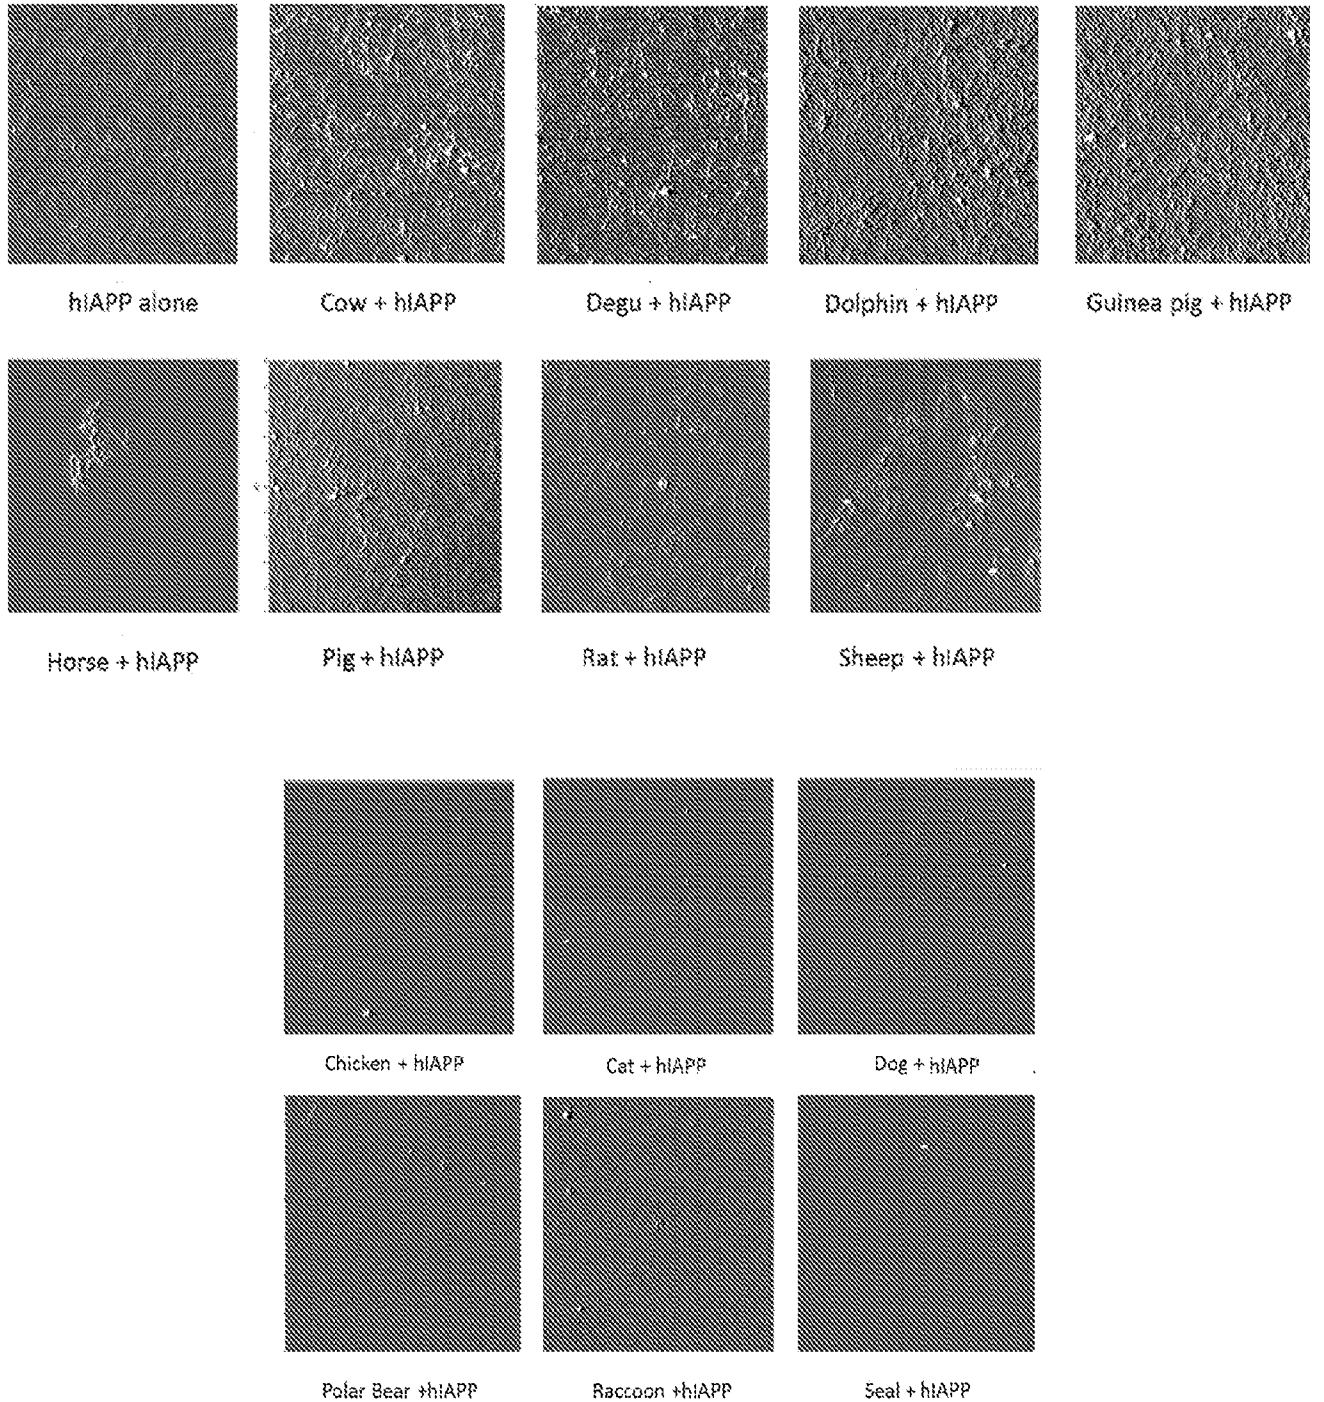 hIAPP alone
Cow + hIAPP
Degu + hIAPP
Dolphin + hIAPP
Guinea pig + hIAPP
Horse + hIAPP
Pig + hIAPP
Rat + hIAPP
Sheep + hIAPP
Chicken + hIAPP
Cat + hIAPP
Dog + hIAPP
Polar Bear +hIAPP
Raccoon +hIAPP
Seal + hIAPP